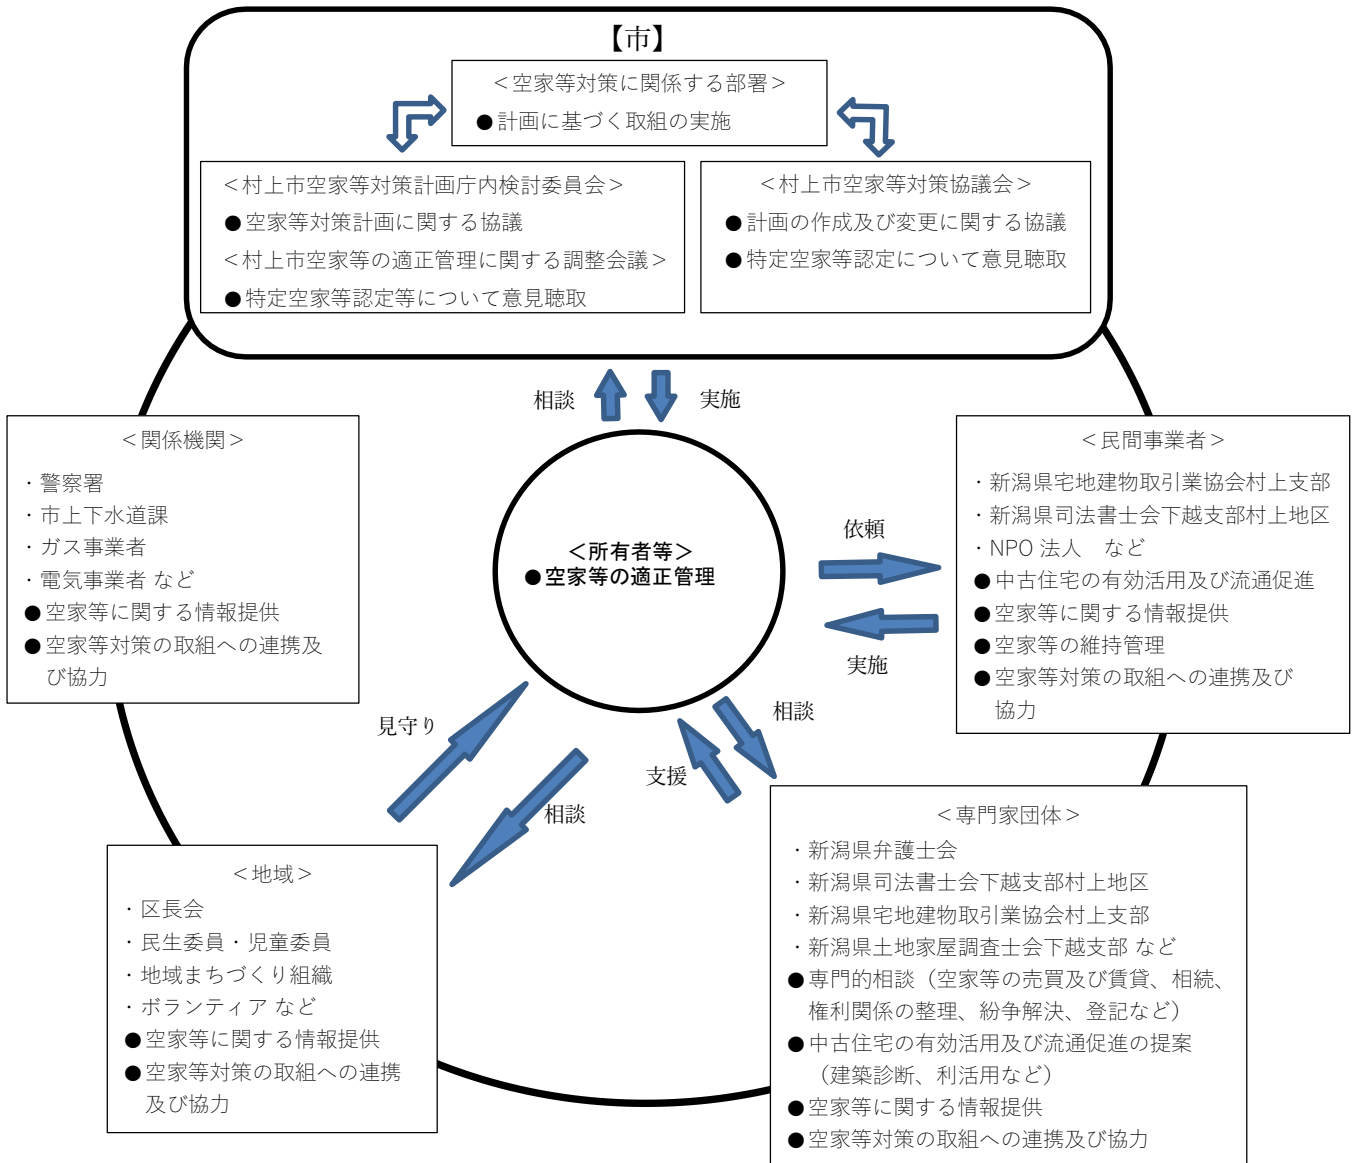 【市】
＜空家等対策に関係する部署＞
●計画に基づく取組の実施
＜村上市空家等対策計画庁内検討委員会＞
●空家等対策計画に関する協議
＜村上市空家等の適正管理に関する調整会議＞
●特定空家等認定等について意見聴取
＜村上市空家等対策協議会＞
●計画の作成及び変更に関する協議
●特定空家等認定について意見聴取
相談
実施
＜関係機関＞
・警察署
・市上下水道課
・ガス事業者
・電気事業者 など
●空家等に関する情報提供
●空家等対策の取組への連携及
び協力
＜所有者等＞
●空家等の適正管理
依頼
実施
＜民間事業者＞
・新潟県宅地建物取引業協会村上支部
・新潟県司法書士会下越支部村上地区
・NPO 法人　など
●中古住宅の有効活用及び流通促進
●空家等に関する情報提供
●空家等の維持管理
●空家等対策の取組への連携及び
協力
見守り
相談
相談
支援
＜地域＞
・区長会
・民生委員・児童委員
・地域まちづくり組織
・ボランティア など
●空家等に関する情報提供
●空家等対策の取組への連携
及び協力
＜専門家団体＞
・新潟県弁護士会
・新潟県司法書士会下越支部村上地区
・新潟県宅地建物取引業協会村上支部
・新潟県土地家屋調査士会下越支部 など
●専門的相談（空家等の売買及び賃貸、相続、
権利関係の整理、紛争解決、登記など）
●中古住宅の有効活用及び流通促進の提案
（建築診断、利活用など）
●空家等に関する情報提供
●空家等対策の取組への連携及び協力